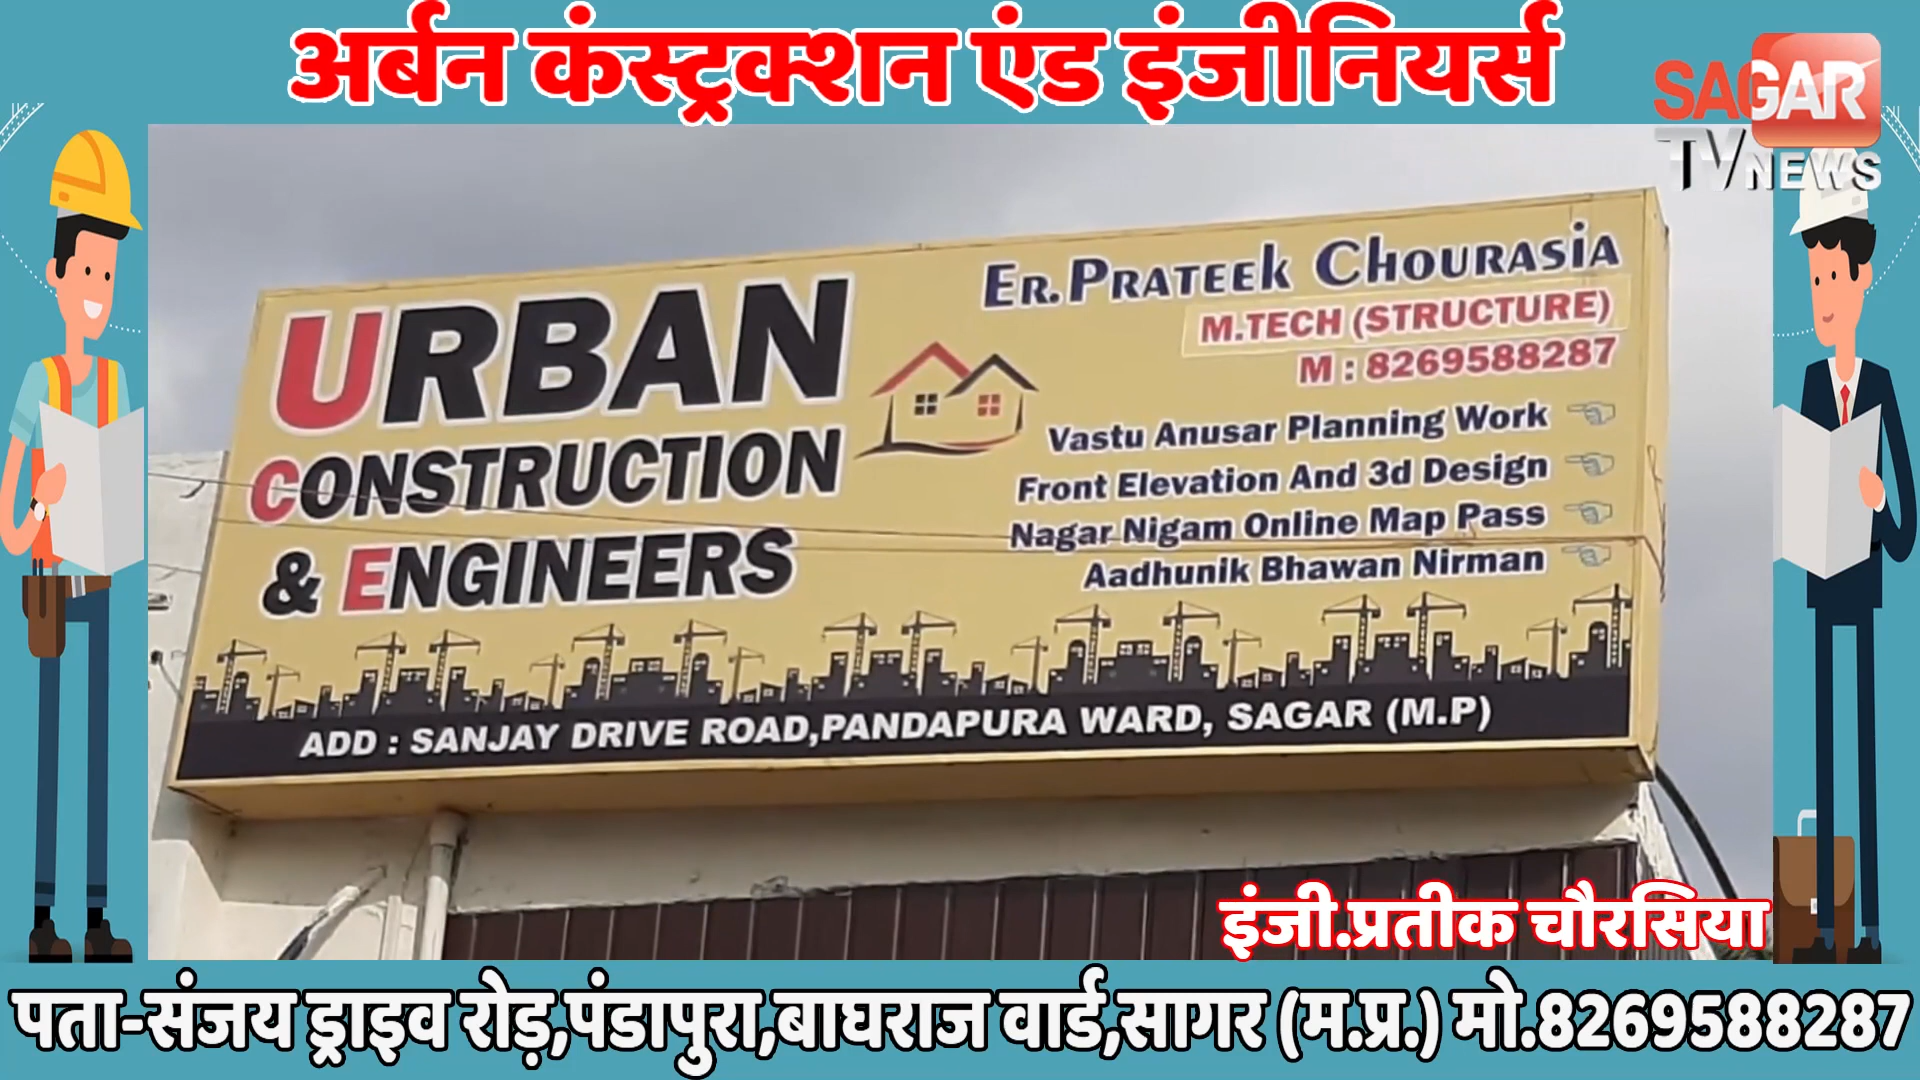 अर्बन कंस्ट्रक्शन एंड इंजीनियर्स
SAGAR
TV NEWS
URBAN
CONSTRUCTION
& ENGINEERS
ER. PRATEEK CHOURASIA
M.TECH (STRUCTURE)
M : 8269588287
Vastu Anusar Planning Work
Front Elevation And 3d Design
Nagar Nigam Online Map Pass
Aadhunik Bhawan Nirman
ADD : SANJAY DRIVE ROAD,PANDAPURA WARD, SAGAR (M.P)
इंजी.प्रतीक चौरसिया
पता-संजय ड्राइव रोड़,पंडापुरा,बाघराज वार्ड,सागर (म.प्र.) मो.8269588287